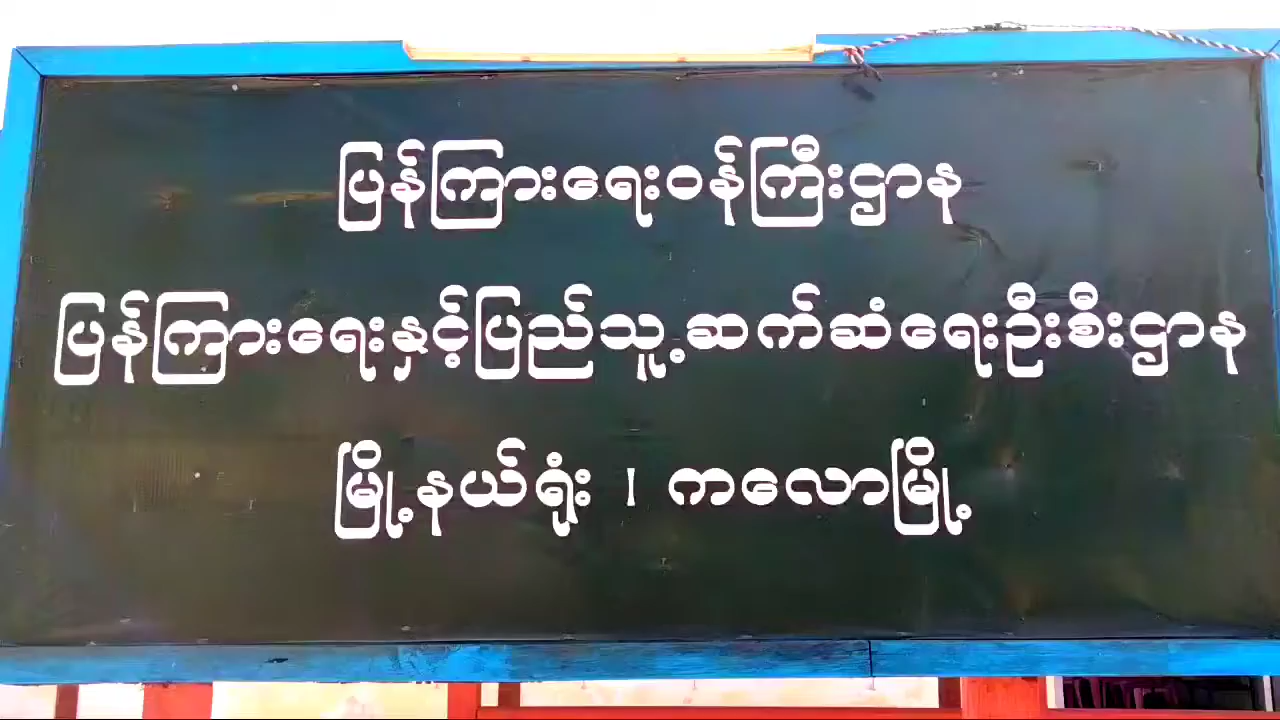 ပြန်ကြားရေးဝန်ကြီးဌာန
ပြန်ကြားရေးနှင့်ပြည်သူ့ဆက်ဆံရေးဦးစီးဌာန
မြို့နယ်ရုံး ၊ ကလောမြို့